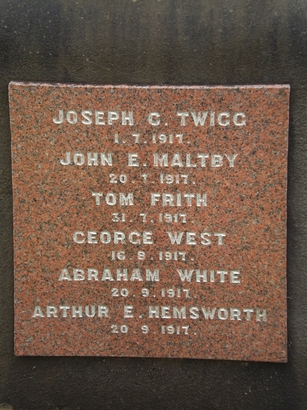 JOSEPH G. TWIGG
1.7.1917.
JOHN E. MALTBY
20.7.1917.
TOM FRITH
31.7.1917.
GEORGE WEST
16.9.1917.
ABRAHAM WHITE
20.9.1917.
ARTHUR E. HEMSWORTH
20.9.1917.